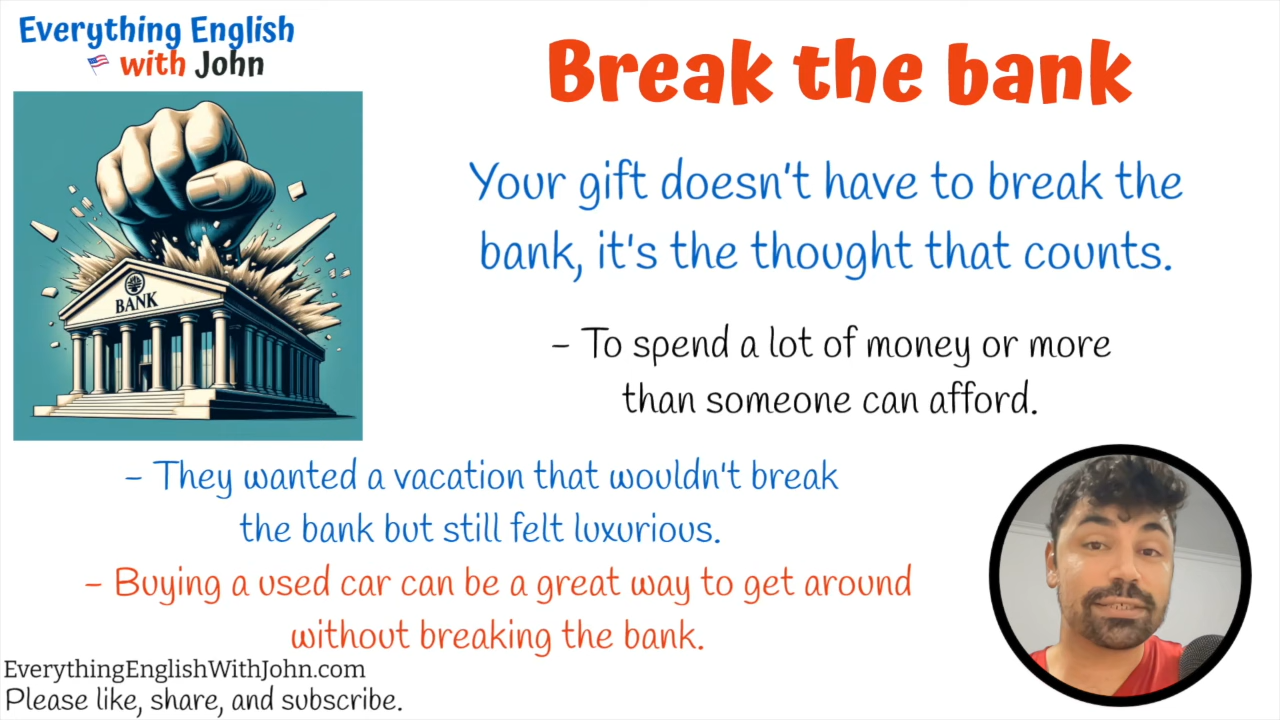 Everything English
with John
Break the bank
BANK
Your gift doesn't have to break the
bank, it's the thought that counts.
- To spend a lot of money or more
than someone can afford.
- They wanted a vacation that wouldn't break
the bank but still felt luxurious.
- Buying a used car can be a great way to get around
without breaking the bank.
EverythingEnglishWithJohn.com
Please like, share, and subscribe.